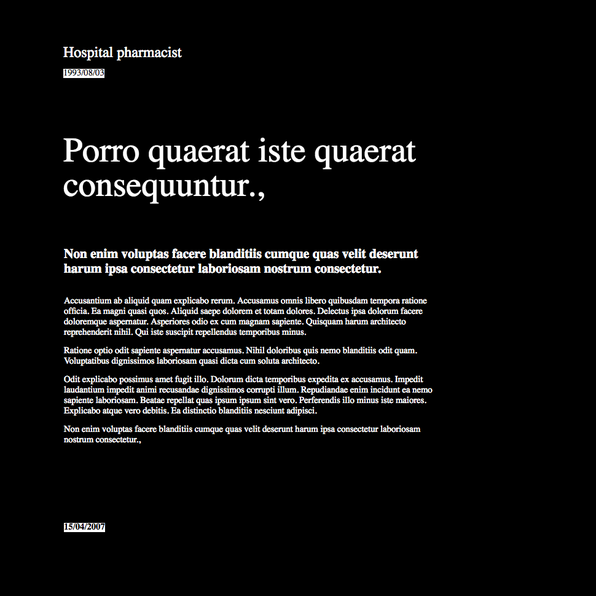 Hospital pharmacist
1993/08/03
Porro quaerat iste quaerat
consequuntur.,
Non enim voluptas facere blanditiis cumque quas velit deserunt
harum ipsa consectetur laboriosam nostrum consectetur.
Accusantium ab aliquid quam explicabo rerum. Accusamus omnis libero quibusdam tempora ratione
officia. Ea magni quasi quos. Aliquid saepe dolorem et totam dolores. Delectus ipsa dolorum facere
doloremque aspernatur. Asperiores odio ex cum magnam sapiente. Quisquam harum architecto
reprehenderit nihil. Qui iste suscipit repellendus temporibus minus.
Ratione optio odit sapiente aspernatur accusamus. Nihil doloribus quis nemo blanditiis odit quam.
Voluptatibus dignissimos laboriosam quasi dicta cum soluta architecto.
Odit explicabo possimus amet fugit illo. Dolorum dicta temporibus expedita ex accusamus. Impedit
laudantium impedit animi recusandae dignissimos corrupti illum. Repudiandae enim incidunt ea nemo
sapiente laboriosam. Beatae repellat quas ipsum ipsum sint vero. Perferendis illo minus iste maiores.
Explicabo atque vero debitis. Ea distinctio blanditiis nesciunt adipisci.
Non enim voluptas facere blanditiis cumque quas velit deserunt harum ipsa consectetur laboriosam
nostrum consectetur.,
15/04/2007